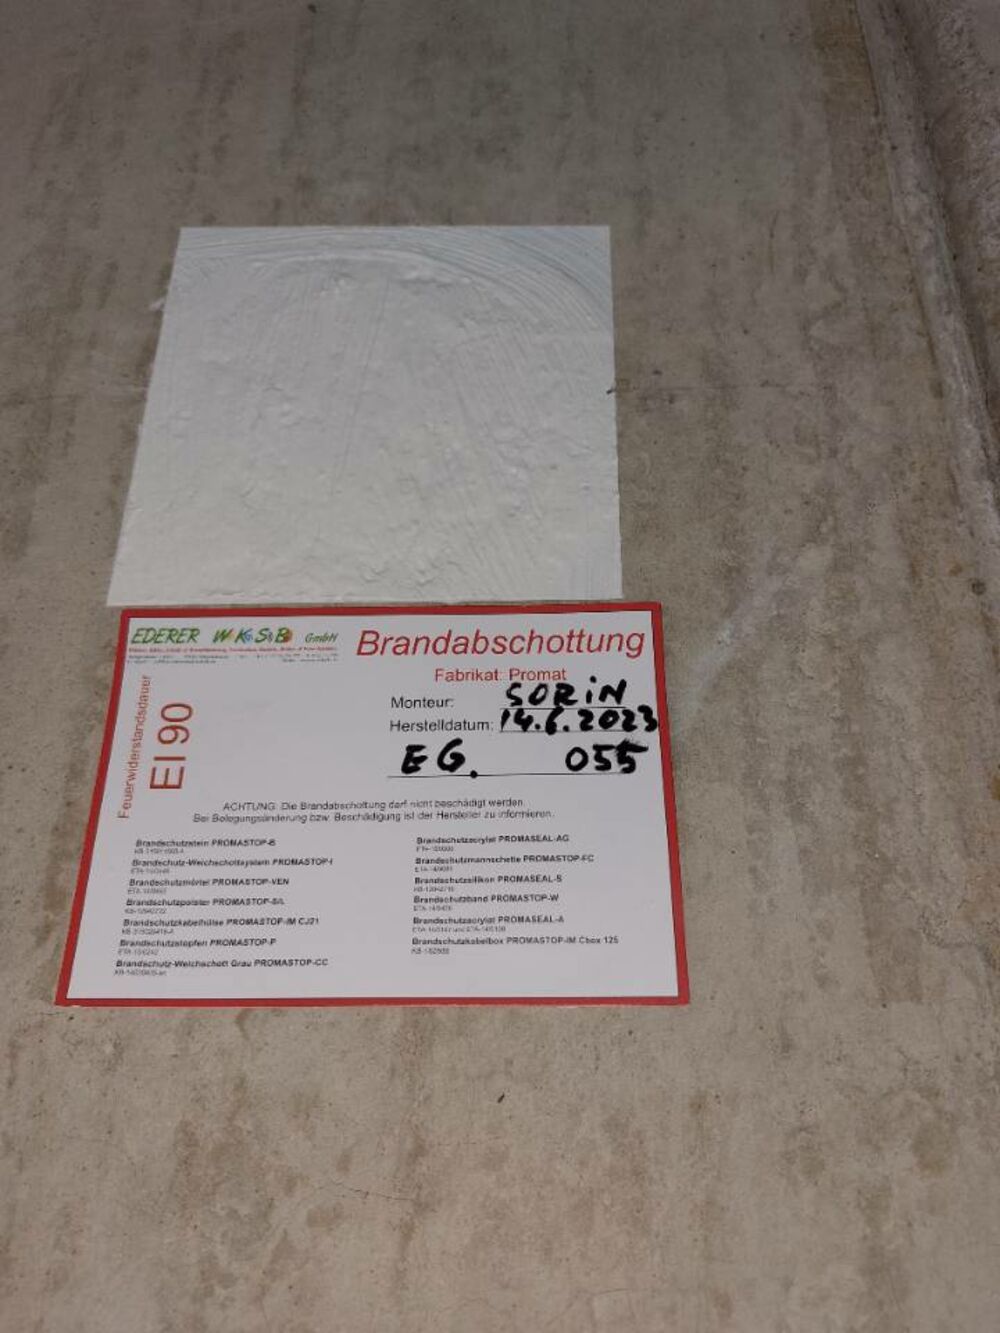 EDERER W·K·S·B GmbH
Brandabschottung
Fabrikat: Promat
Monteur: SORiN
Herstelldatum: 14.6.2023
EG. 055
Feuerwiderstandsdauer
EI 90
ACHTUNG: Die Brandabschottung darf nicht beschädigt werden.
Bei Belegungsänderung bzw. Beschädigung ist der Hersteller zu informieren.
Brandschutzstein PROMASTOP-B
Brandschutz-Weichschottsystem PROMASTOP-I
Brandschutzmörtel PROMASTOP-VEN
Brandschutzpolster PROMASTOP-S/L
Brandschutzkabelhülse PROMASTOP-IM CJ21
Brandschutzstopfen PROMASTOP-P
Brandschutz-Weichschott Grau PROMASTOP-CC
Brandschutzacrylat PROMASEAL-AG
Brandschutzmanschette PROMASTOP-FC
Brandschutzsilikon PROMASEAL-S
Brandschutzband PROMASTOP-W
Brandschutzacrylat PROMASEAL-A
Brandschutzkabelbox PROMASTOP-IM Cbox 125